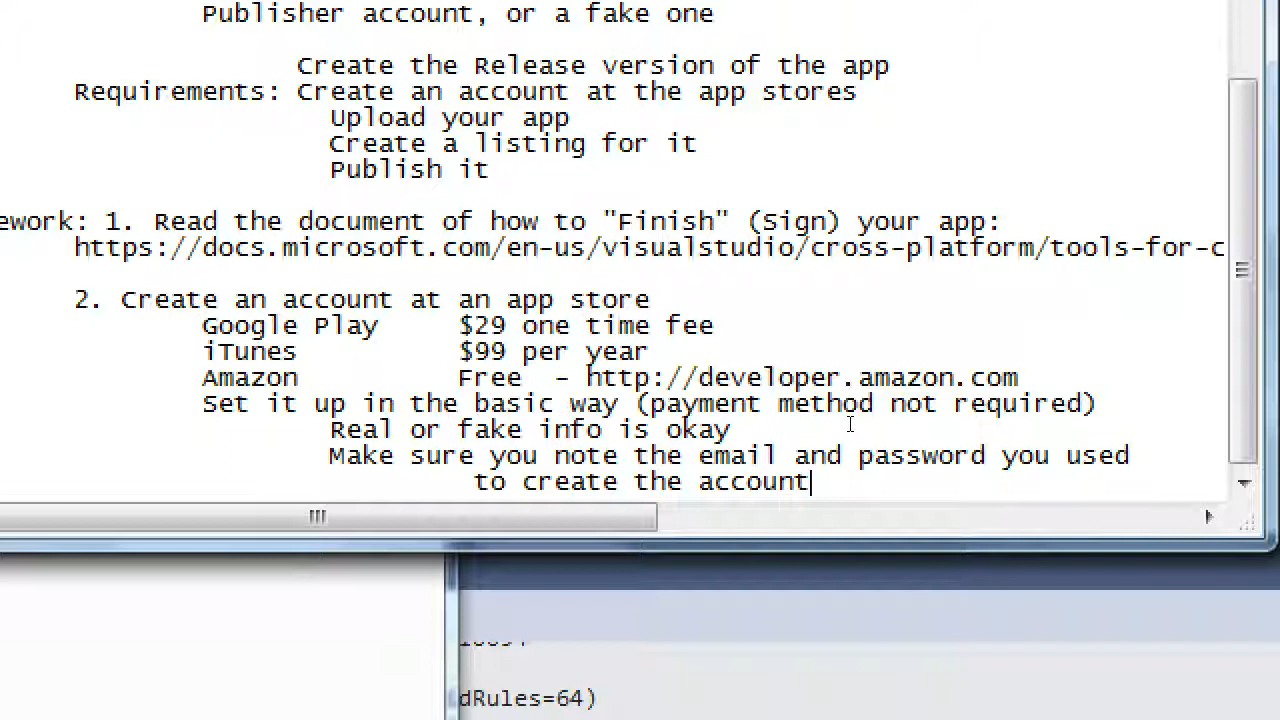 Publisher account, or a fake one
Create the Release version of the app
Requirements: Create an account at the app stores
Upload your app
Create a listing for it
Publish it
ework: 1. Read the document of how to "Finish" (Sign) your app:
https://docs.microsoft.com/en-us/visualstudio/cross-platform/tools-for-c
2. Create an account at an app store
Google Play $29 one time fee
iTunes $99 per year
Amazon Free - http://developer.amazon.com
Set it up in the basic way (payment method not required)
Real or fake info is okay
Make sure you note the email and password you used
to create the account
dRules=64)